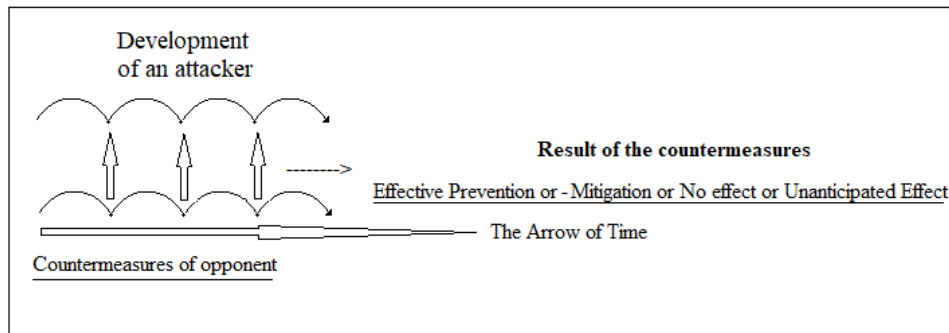 Development
of an attacker
Result of the countermeasures
Effective Prevention or - Mitigation or No effect or Unanticipated Effect
The Arrow of Time
Countermeasures of opponent